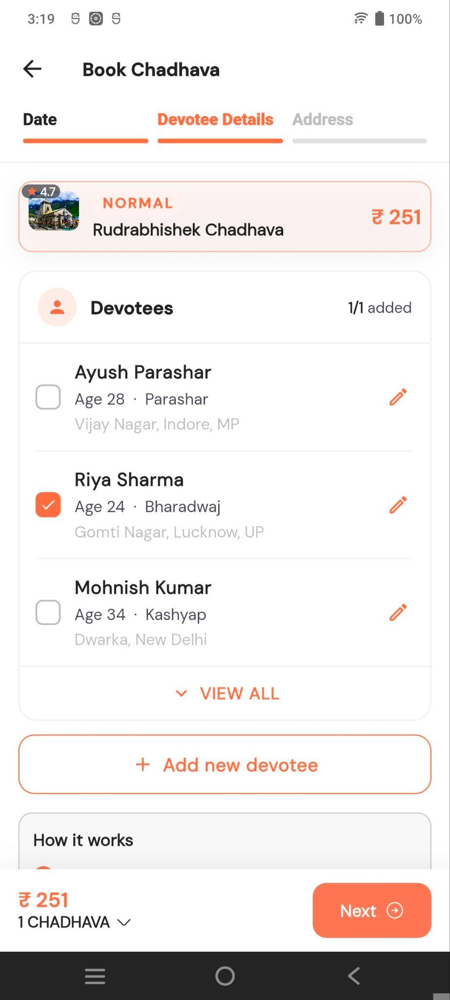 3:19
100%
Book Chadhava
Date
Devotee Details
Address
4.7
NORMAL
Rudrabhishek Chadhava
₹ 251
Devotees
1/1 added
Ayush Parashar
Age 28 · Parashar
Vijay Nagar, Indore, MP
Riya Sharma
Age 24 · Bharadwaj
Gomti Nagar, Lucknow, UP
Mohnish Kumar
Age 34 · Kashyap
Dwarka, New Delhi
VIEW ALL
+ Add new devotee
How it works
₹ 251
1 CHADHAVA
Next